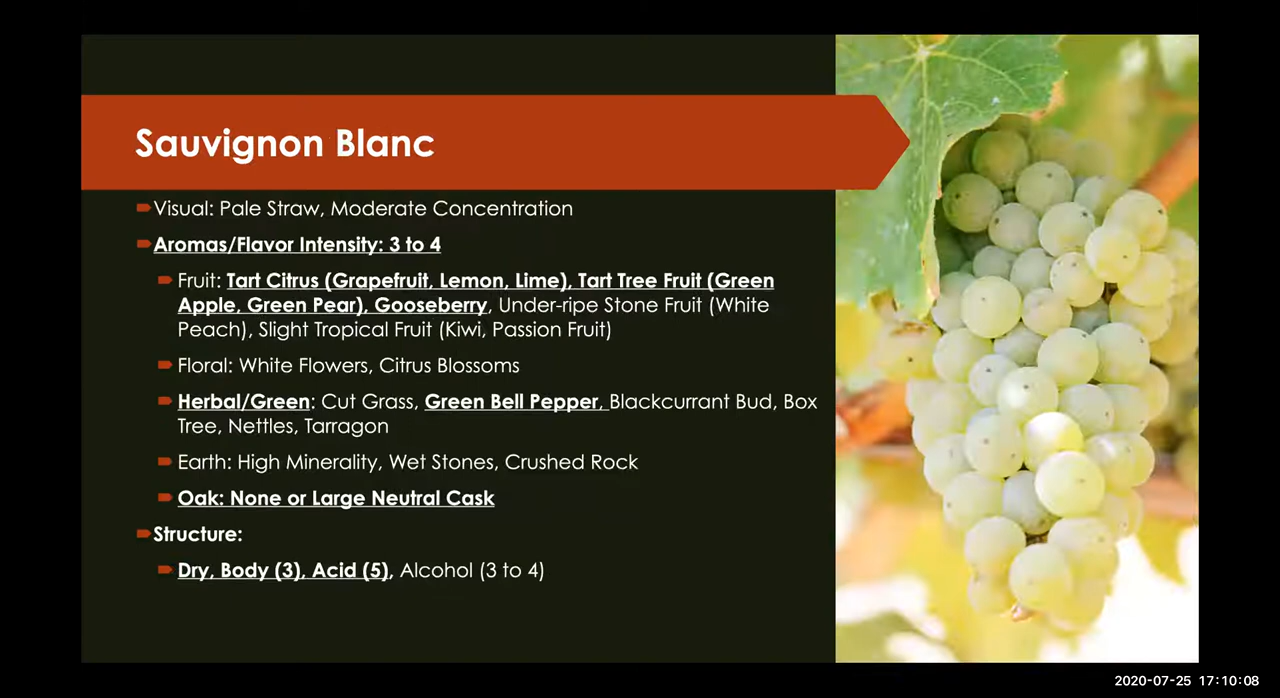 Sauvignon Blanc
Visual: Pale Straw, Moderate Concentration
Aromas/Flavor Intensity: 3 to 4
Fruit: Tart Citrus (Grapefruit, Lemon, Lime), Tart Tree Fruit (Green
Apple, Green Pear), Gooseberry, Under-ripe Stone Fruit (White
Peach), Slight Tropical Fruit (Kiwi, Passion Fruit)
Floral: White Flowers, Citrus Blossoms
Herbal/Green: Cut Grass, Green Bell Pepper, Blackcurrant Bud, Box
Tree, Nettles, Tarragon
Earth: High Minerality, Wet Stones, Crushed Rock
Oak: None or Large Neutral Cask
Structure:
Dry, Body (3), Acid (5), Alcohol (3 to 4)
2020-07-25 17:10:08